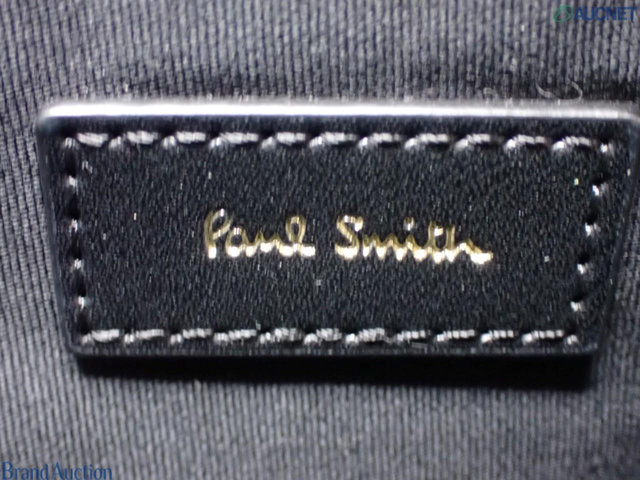 AUCNET
Paul Smith
Brand Auction